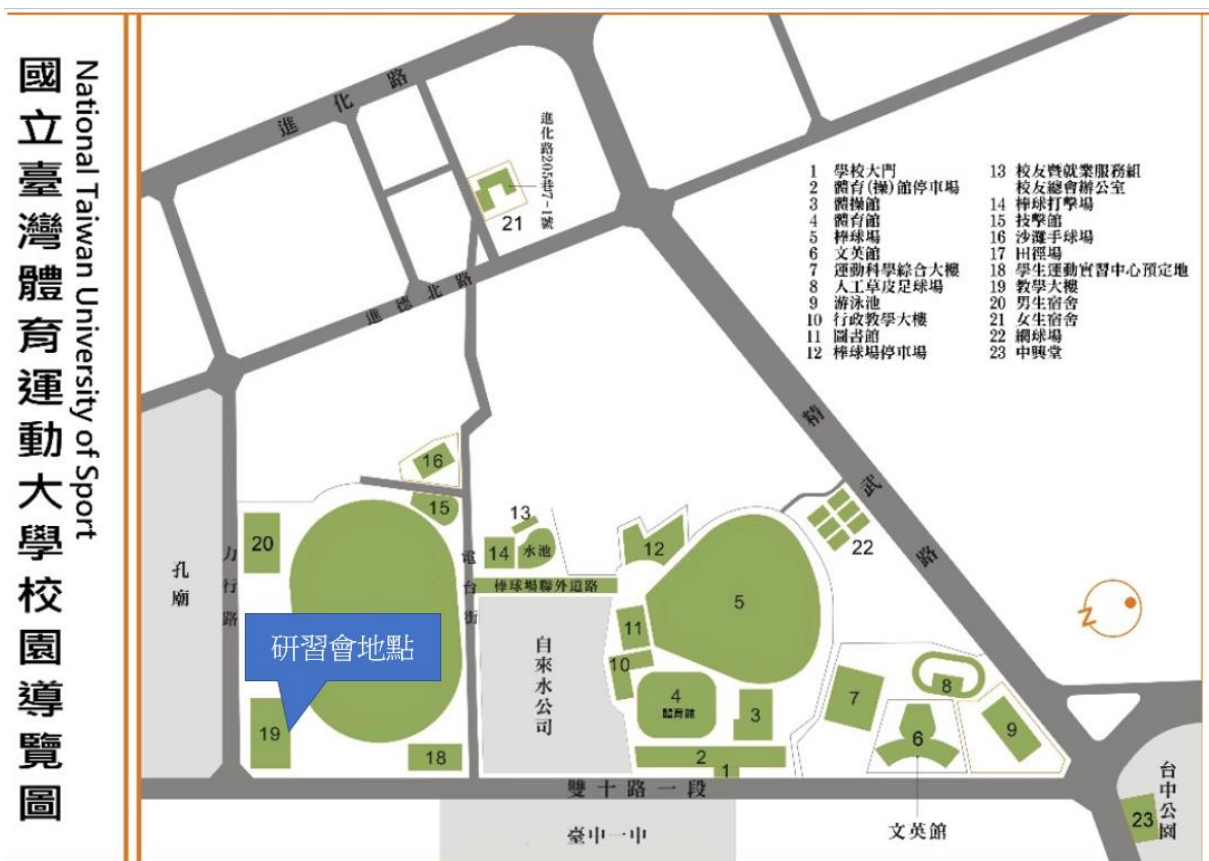 國立臺灣體育運動大學校園導覽圖
National Taiwan University of Sport
進化路
進化路205巷7-1號
21
進德北路
1 學校大門
2 體育(操)館停車場
3 體操館
4 體育館
5 棒球場
6 文英館
7 運動科學綜合大樓
8 人工草皮足球場
9 游泳池
10 行政教學大樓
11 圖書館
12 棒球場停車場
13 校友暨就業服務組
校友總會辦公室
14 棒球打擊場
15 技擊館
16 沙灘手球場
17 田徑場
18 學生運動實習中心預定地
19 教學大樓
20 男生宿舍
21 女生宿舍
22 網球場
23 中興堂
精武路
16
15
20
孔廟
力行路
電台街
13
14
水池
12
22
棒球場聯外道路
5
研習會地點
11
10
自來水公司
4
體育館
3
7
8
9
6
19
18
2
1
雙十路一段
臺中一中
文英館
台中公園
23
N